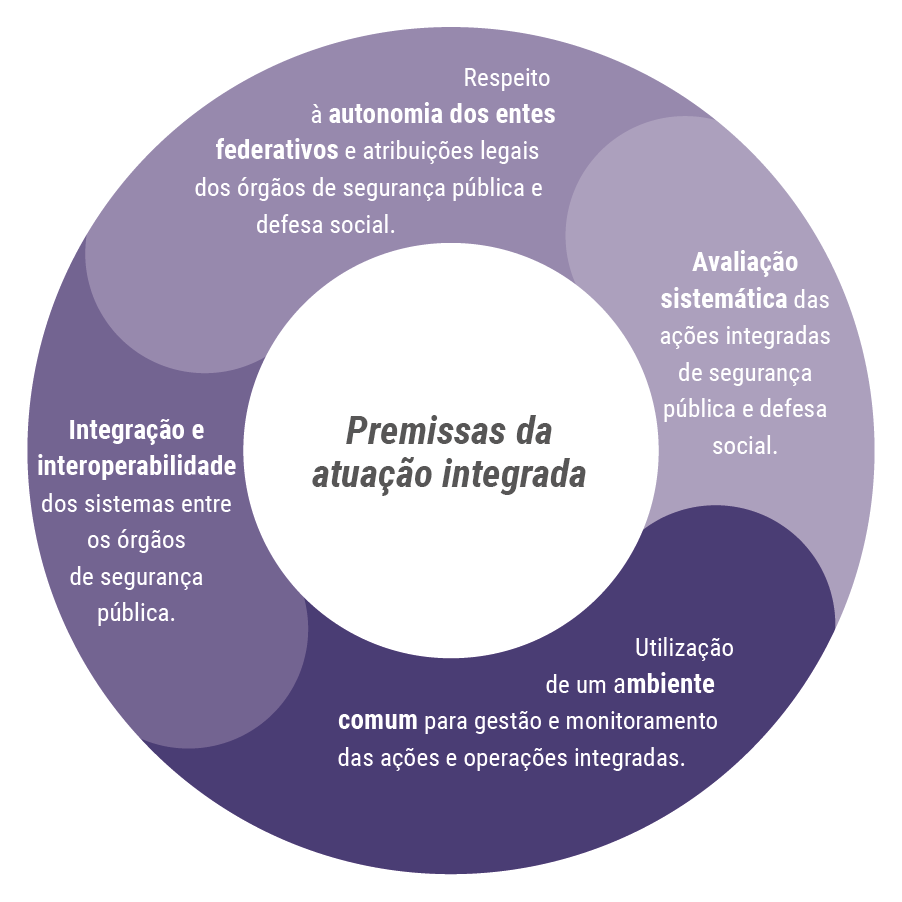 Respeito
à autonomia dos entes
federativos e atribuições legais
dos órgãos de segurança pública e
defesa social.
Avaliação
sistemática das
ações integradas
de segurança
pública e defesa
social.
Premissas da
atuação integrada
Integração e
interoperabilidade
dos sistemas entre
os órgãos
de segurança
pública.
Utilização
de um ambiente
comum para gestão e monitoramento
das ações e operações integradas.